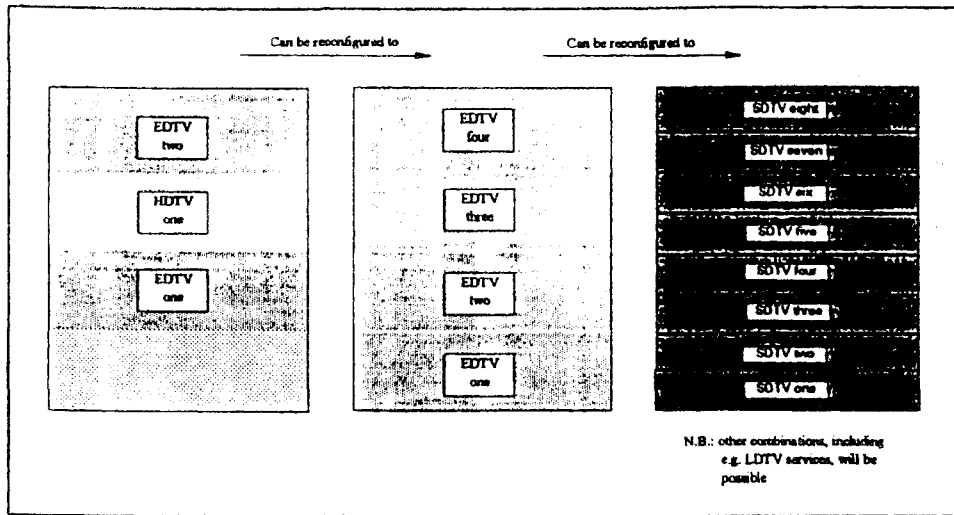 Can be reconfigured to
Can be reconfigured to
EDTV
two
HDTV
one
EDTV
one
EDTV
four
EDTV
three
EDTV
two
EDTV
one
SDTV eight
SDTV seven
SDTV six
SDTV five
SDTV four
SDTV three
SDTV two
SDTV one
N.B.: other combinations, including
e.g. LDTV services, will be
possible